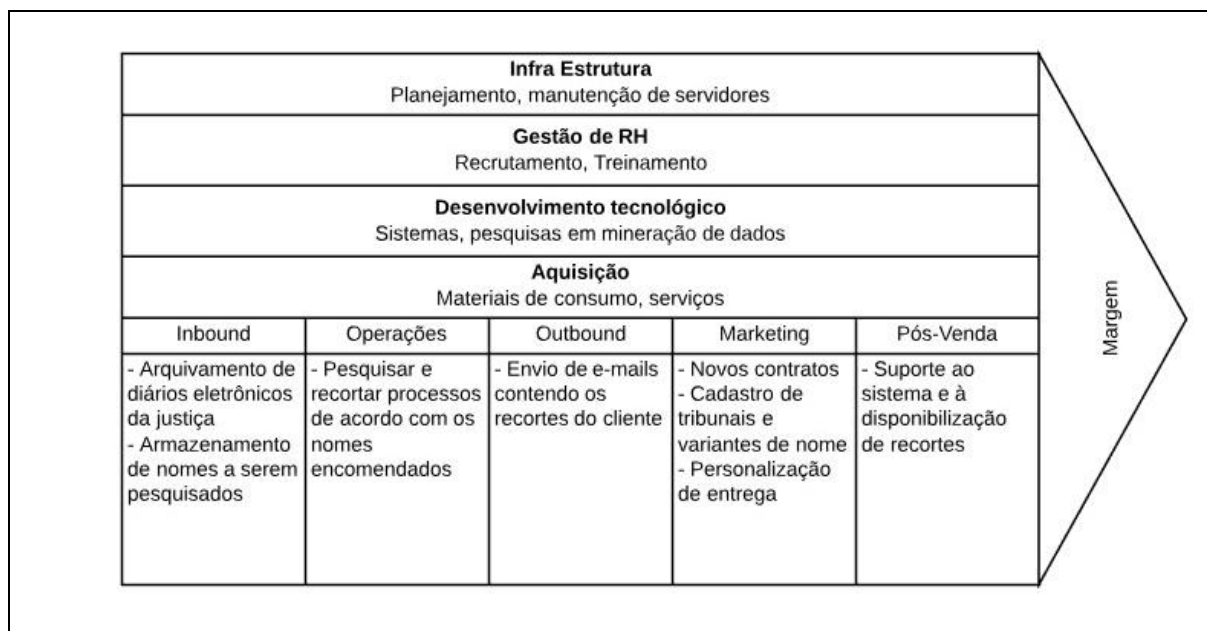 Infra Estrutura
Planejamento, manutenção de servidores
Gestão de RH
Recrutamento, Treinamento
Desenvolvimento tecnológico
Sistemas, pesquisas em mineração de dados
Aquisição
Materiais de consumo, serviços
Inbound
- Arquivamento de
diários eletrônicos
da justiça
- Armazenamento
de nomes a serem
pesquisados
Operações
- Pesquisar e
recortar processos
de acordo com os
nomes
encomendados
Outbound
- Envio de e-mails
contendo os
recortes do cliente
Marketing
- Novos contratos
- Cadastro de
tribunais e
variantes de nome
- Personalização
de entrega
Pós-Venda
- Suporte ao
sistema e à
disponibilização
de recortes
Margem